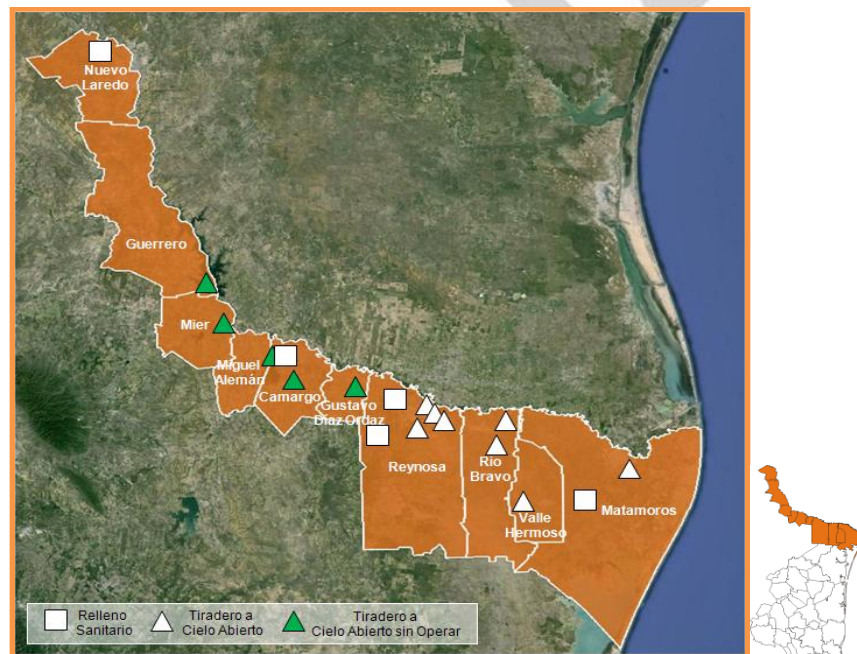 Nuevo
Laredo
Guerrero
Mier
Miguel
Alemán
Camargo
Gustavo
Díaz Ordaz
Reynosa
Río
Bravo
Valle
Hermoso
Matamoros
Relleno
Sanitario
Tiradero a
Cielo Abierto
Tiradero a
Cielo Abierto sin Operar